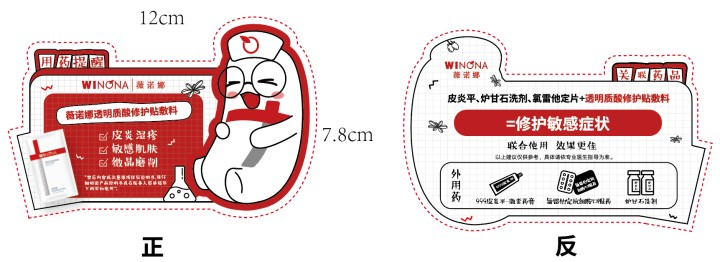 12cm
用药提醒
WINONA 薇诺娜
薇诺娜透明质酸修护贴敷料
皮炎湿疹
敏感肌肤
微晶磨削
7.8cm
正
WINONA
薇诺娜
关联药品
皮炎平、炉甘石洗剂、氯雷他定片+透明质酸修护贴敷料
=修护敏感症状
联合使用 效果更佳
以上建议仅供参考，具体请依专业医生指导为准。
外用药
炉甘石洗剂
反